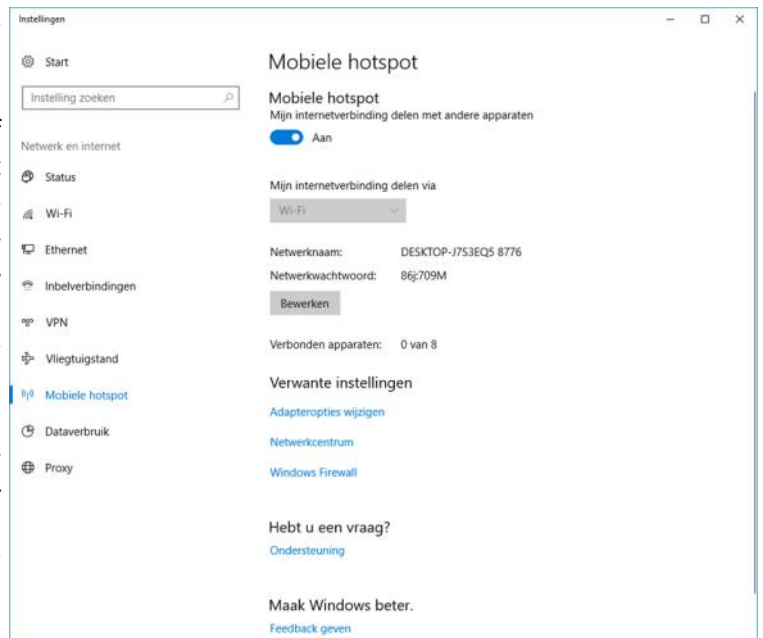 Instellingen
Start
Instelling zoeken
Netwerk en internet
Status
Wi-Fi
Ethernet
Inbelverbindingen
VPN
Vliegtuigstand
Mobiele hotspot
Dataverbruik
Proxy
Mobiele hotspot
Mobiele hotspot
Mijn internetverbinding delen met andere apparaten
Aan
Mijn internetverbinding delen via
Wi-Fi
Netwerknaam: DESKTOP-J7S3EQ5 8776
Netwerkwachtwoord: 86j:709M
Bewerken
Verbonden apparaten: 0 van 8
Verwante instellingen
Adapteropties wijzigen
Netwerkcentrum
Windows Firewall
Hebt u een vraag?
Ondersteuning
Maak Windows beter.
Feedback geven